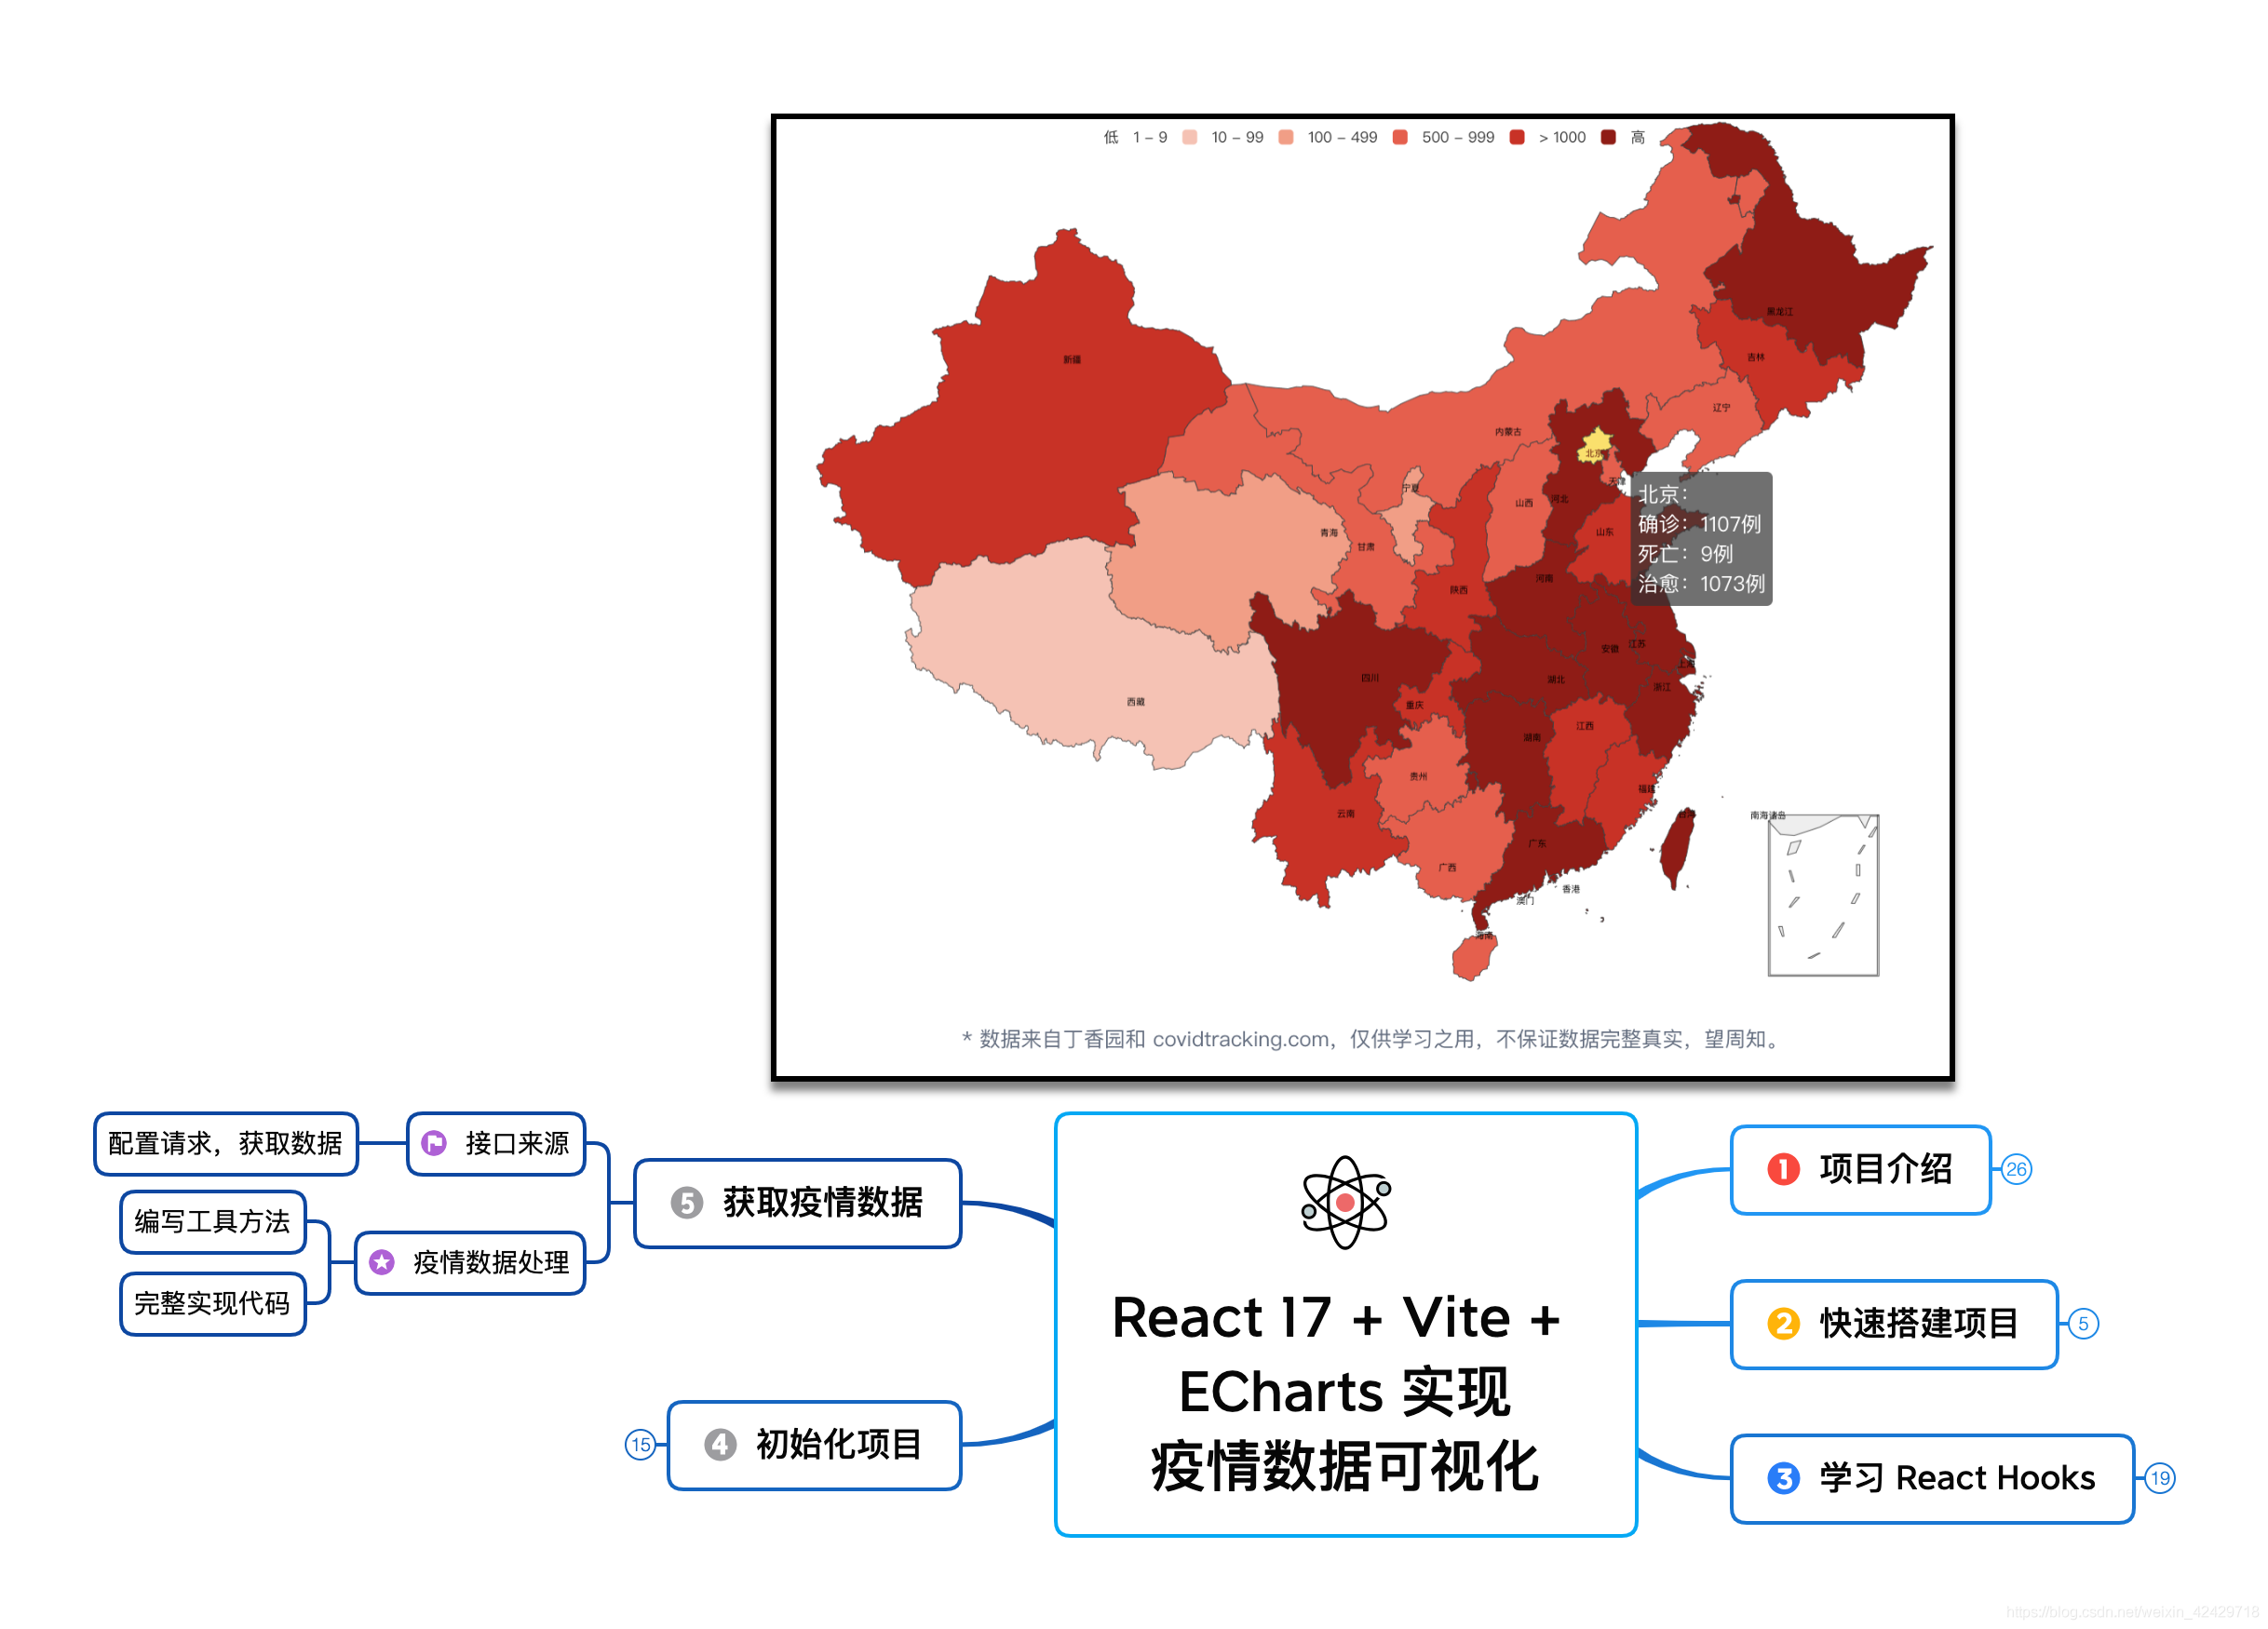 低 1 – 9 10 – 99 100 – 499 500 – 999 > 1000 高
黑龙江
新疆
吉林
辽宁
内蒙古
北京
天津
宁夏
河北
山西
青海
山东
甘肃
河南
陕西
北京：
确诊：1107例
死亡：9例
治愈：1073例
安徽
江苏
上海
四川
湖北
浙江
西藏
重庆
江西
湖南
贵州
福建
云南
台湾
南海诸岛
广东
广西
香港
澳门
海南
* 数据来自丁香园和 covidtracking.com，仅供学习之用，不保证数据完整真实，望周知。
React 17 + Vite +
ECharts 实现
疫情数据可视化
1 项目介绍 26
2 快速搭建项目 5
3 学习 React Hooks 19
4 初始化项目 15
5 获取疫情数据
接口来源
配置请求，获取数据
疫情数据处理
编写工具方法
完整实现代码
https://blog.csdn.net/weixin_42429718